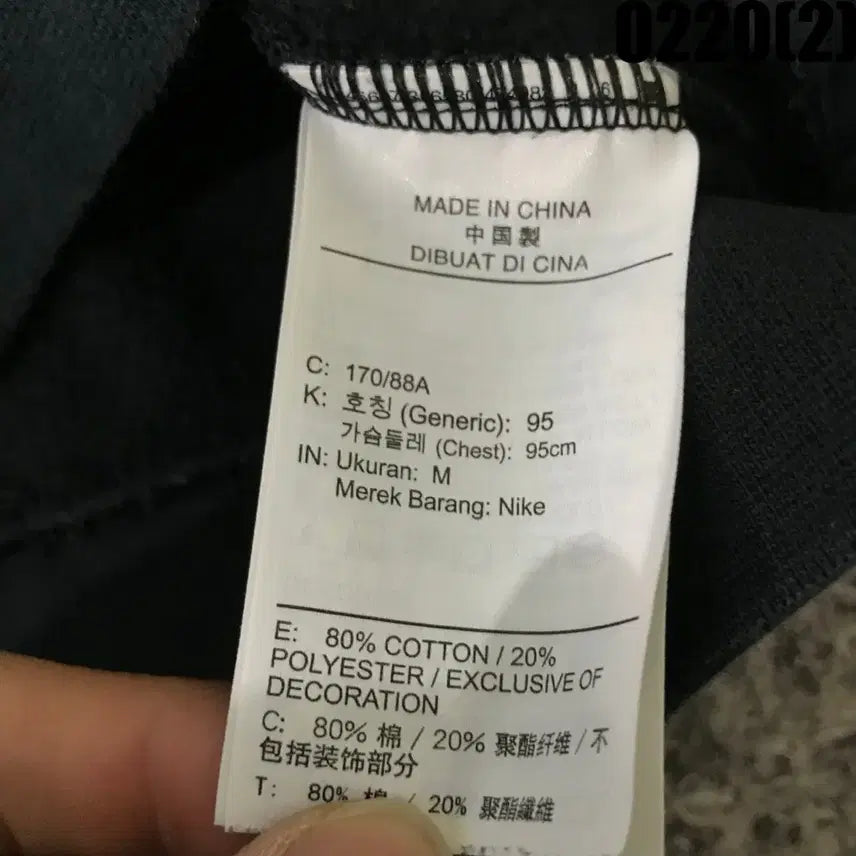 0220(2)
MADE IN CHINA
中国製
DIBUAT DI CINA
C: 170/88A
K: 호칭 (Generic): 95
가슴둘레 (Chest): 95cm
IN: Ukuran: M
Merek Barang: Nike
E: 80% COTTON / 20%
POLYESTER / EXCLUSIVE OF
DECORATION
C: 80% 棉 / 20% 聚酯纤维 / 不
包括装饰部分
T: 80% 棉 / 20% 聚酯纖維